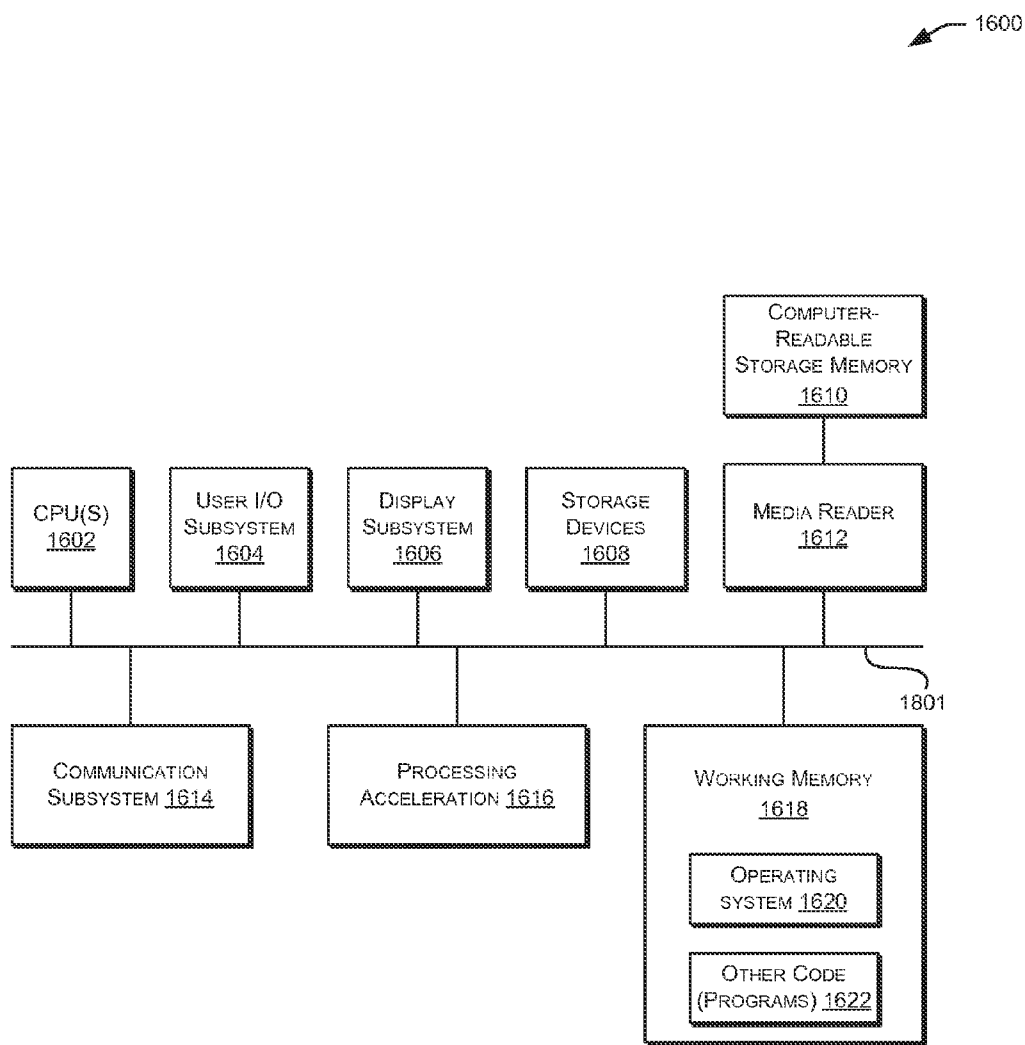 1600
COMPUTER-
READABLE
STORAGE MEMORY
1610
CPU(S)
1602
USER I/O
SUBSYSTEM
1604
DISPLAY
SUBSYSTEM
1606
STORAGE
DEVICES
1608
MEDIA READER
1612
1801
COMMUNICATION
SUBSYSTEM 1614
PROCESSING
ACCELERATION 1616
WORKING MEMORY
1618
OPERATING
SYSTEM 1620
OTHER CODE
(PROGRAMS) 1622